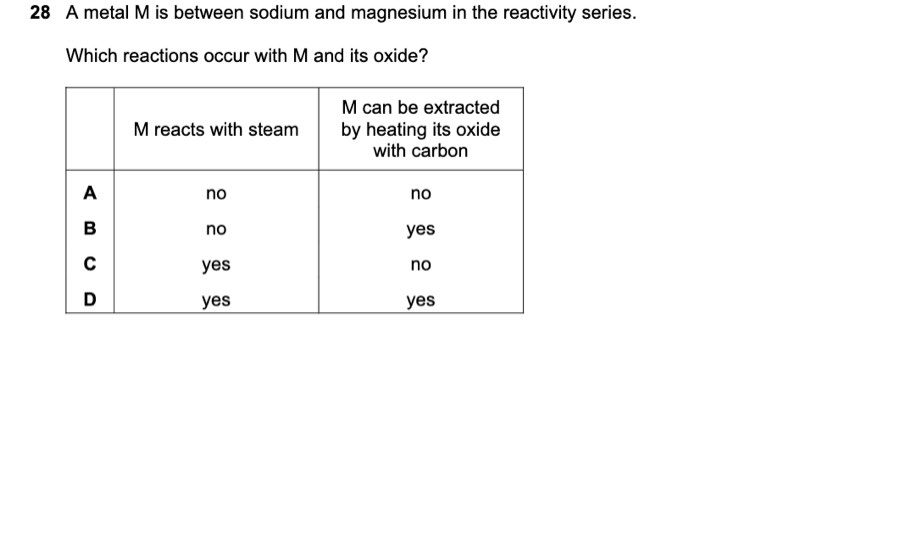 28 A metal M is between sodium and magnesium in the reactivity series.
Which reactions occur with M and its oxide?
M reacts with steam
M can be extracted
by heating its oxide
with carbon
A no no
B no yes
C yes no
D yes yes